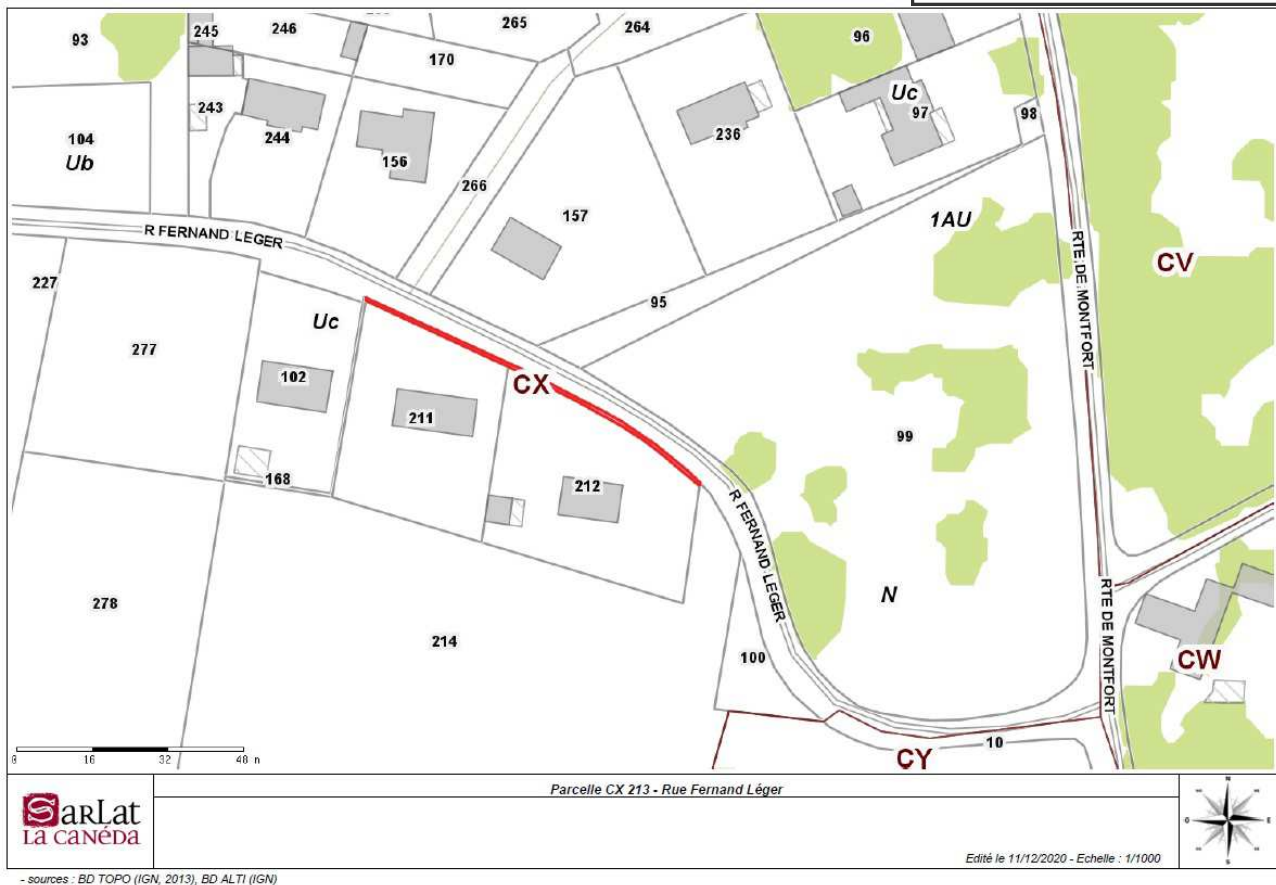 93
245
246
265
264
96
170
Uc
97
98
243
244
236
104
Ub
156
266
157
1AU
R FERNAND LEGER
RTE DE MONTFORT
CV
227
95
277
Uc
102
CX
211
99
168
212
R FERNAND LEGER
278
214
N
100
RTE DE MONTFORT
CW
10
CY
0 16 32 48 m
Parcelle CX 213 - Rue Fernand Léger
SARLAT
LA CANÉDA
N
O E
S
Edité le 11/12/2020 - Echelle : 1/1000
- sources : BD TOPO (IGN, 2013), BD ALTI (IGN)